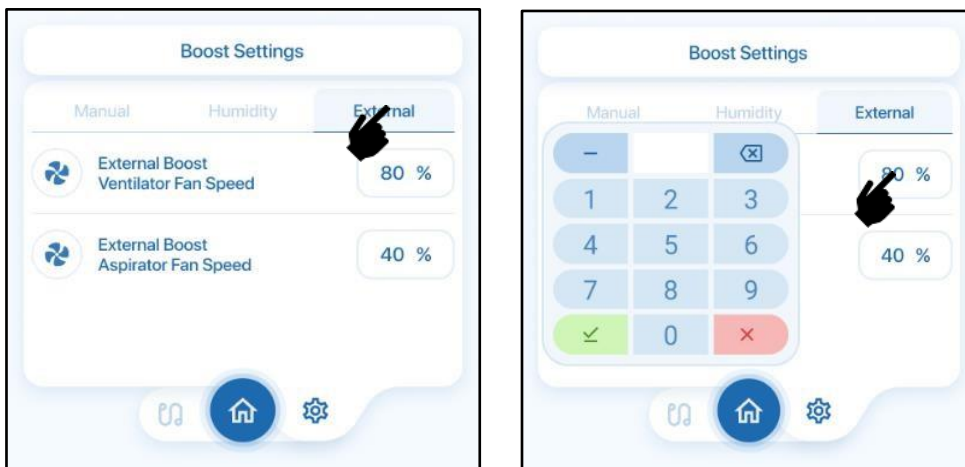 Boost Settings
Manual Humidity External
External Boost
Ventilator Fan Speed
80 %
External Boost
Aspirator Fan Speed
40 %
Boost Settings
Manual Humidity External
80 %
40 %
−
1 2 3
4 5 6
7 8 9
0